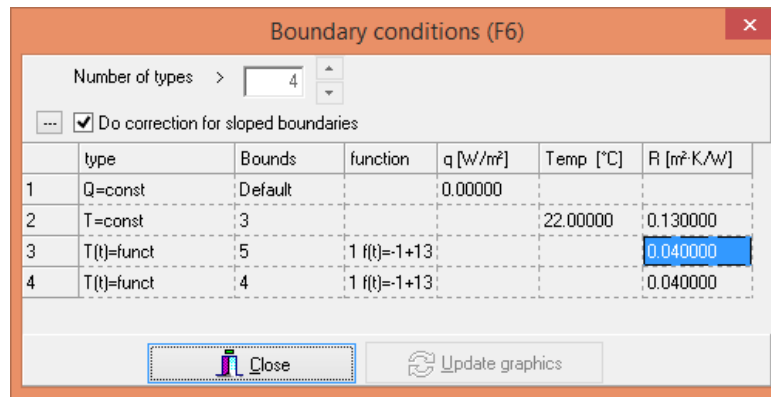 Boundary conditions (F6)
Number of types > 4
--- Do correction for sloped boundaries
type Bounds function q [W/m²] Temp [°C] R [m²·K/W]
1 Q=const Default 0.00000
2 T=const 3 22.00000 0.130000
3 T(t)=funct 5 1 f(t)=-1+13 0.040000
4 T(t)=funct 4 1 f(t)=-1+13 0.040000
Close Update graphics